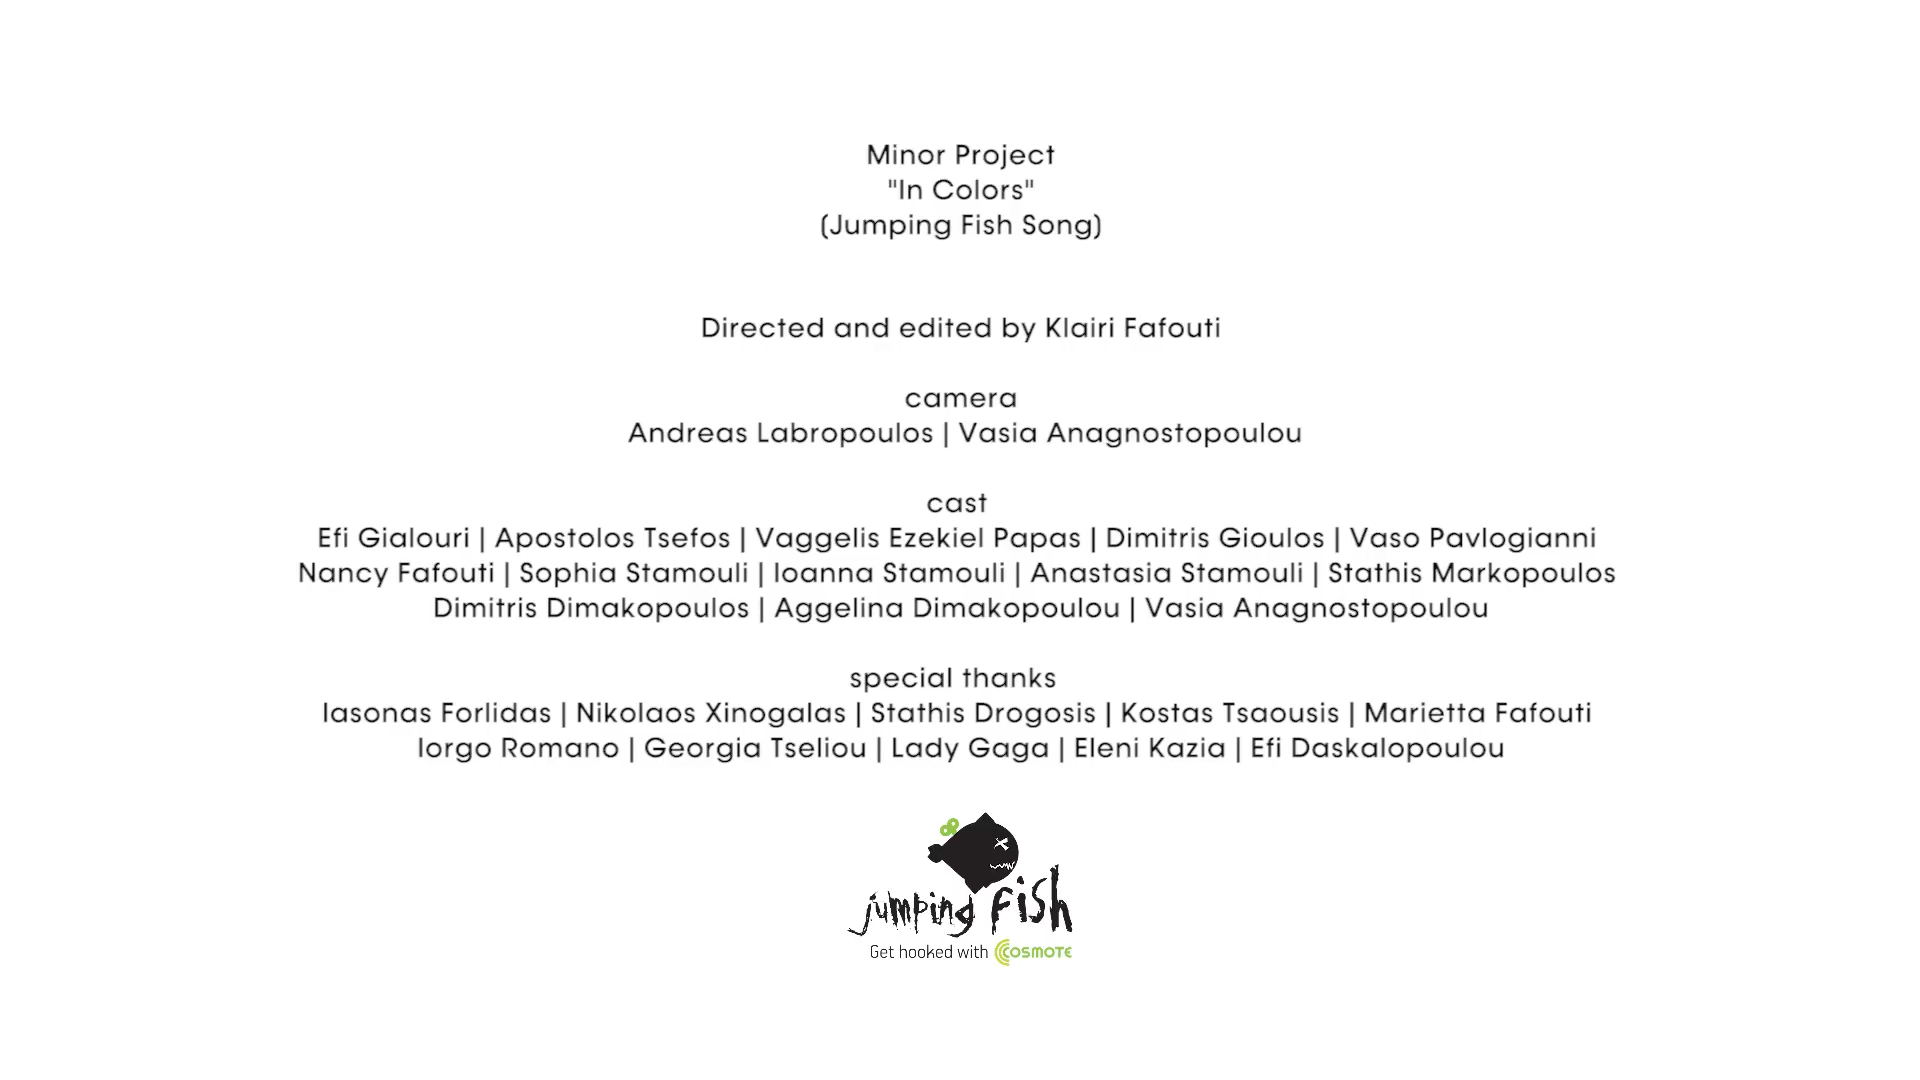 Minor Project
"In Colors"
(Jumping Fish Song)
Directed and edited by Klairi Fafouti
camera
Andreas Labropoulos | Vasia Anagnostopoulou
cast
Efi Gialouri | Apostolos Tsefos | Vaggelis Ezekiel Papas | Dimitris Gioulos | Vaso Pavlogianni
Nancy Fafouti | Sophia Stamouli | Ioanna Stamouli | Anastasia Stamouli | Stathis Markopoulos
Dimitris Dimakopoulos | Aggelina Dimakopoulou | Vasia Anagnostopoulou
special thanks
Iasonas Forlidas | Nikolaos Xinogalas | Stathis Drogosis | Kostas Tsaousis | Marietta Fafouti
Iorgo Romano | Georgia Tseliou | Lady Gaga | Eleni Kazia | Efi Daskalopoulou
jumping fish
Get hooked with COSMOTE